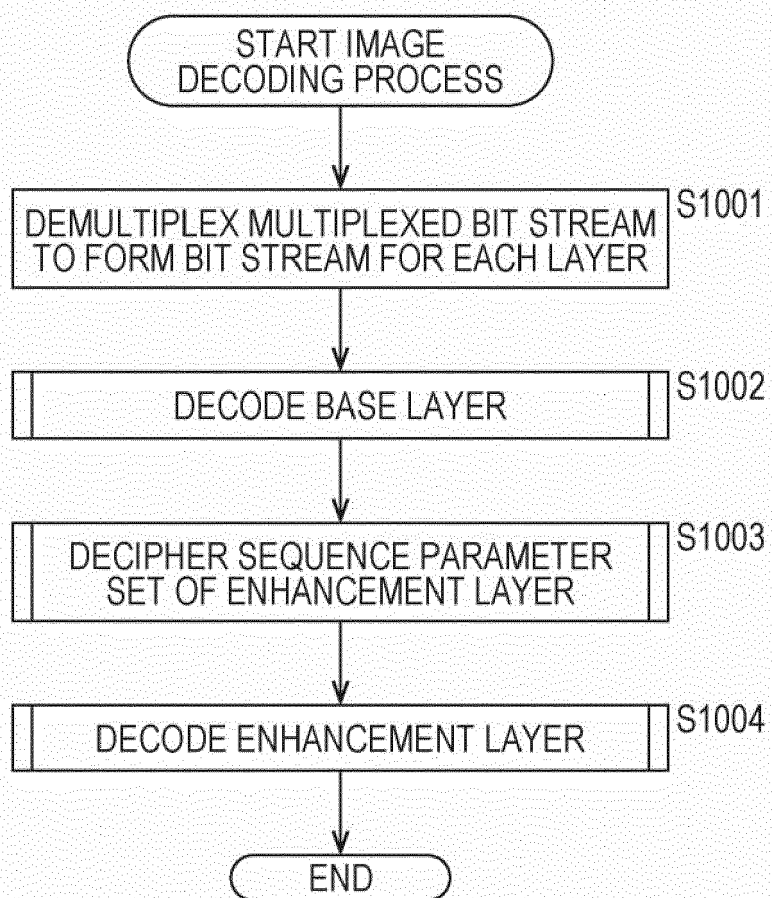 START IMAGE
DECODING PROCESS
S1001
DEMULTIPLEX MULTIPLEXED BIT STREAM
TO FORM BIT STREAM FOR EACH LAYER
S1002
DECODE BASE LAYER
S1003
DECIPHER SEQUENCE PARAMETER
SET OF ENHANCEMENT LAYER
S1004
DECODE ENHANCEMENT LAYER
END